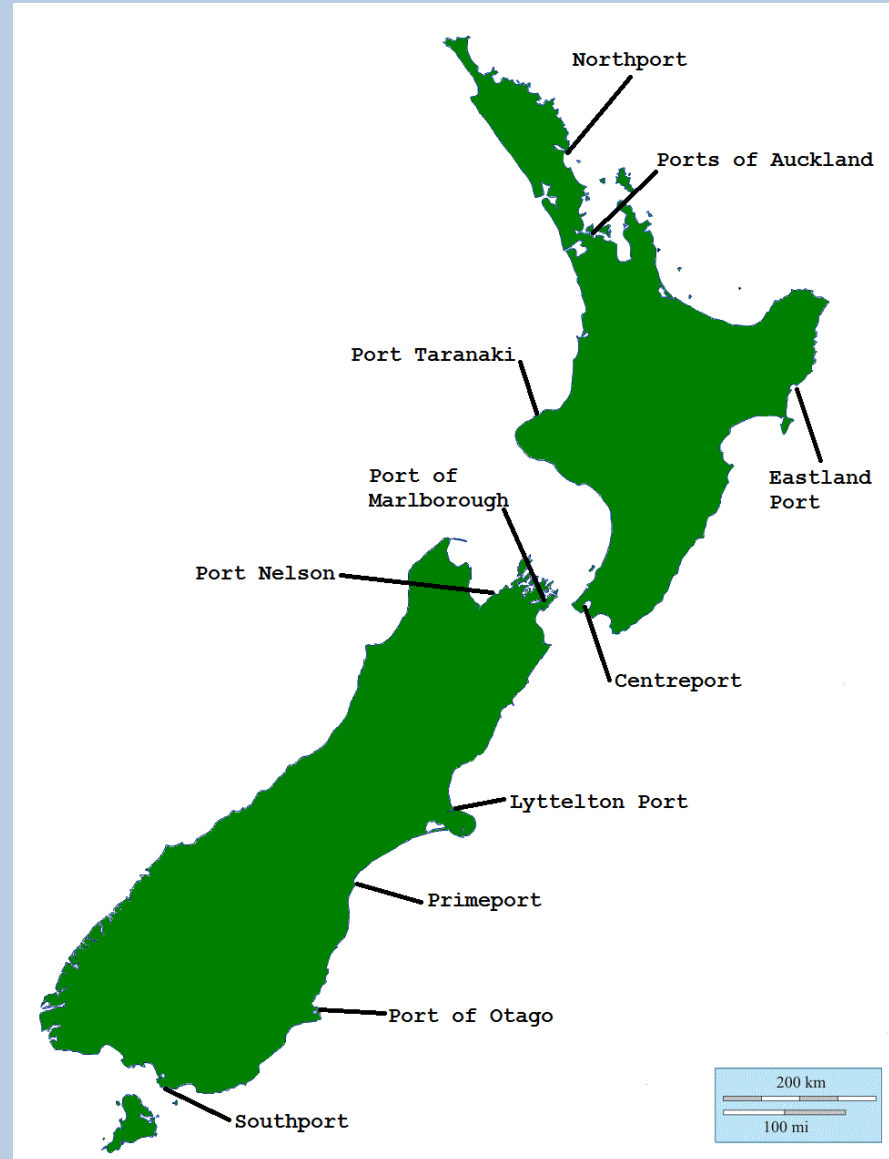 Northport
Ports of Auckland
Port Taranaki
Port of
Marlborough
Eastland
Port
Port Nelson
Centreport
Lyttelton Port
Primeport
Port of Otago
Southport
200 km
100 mi